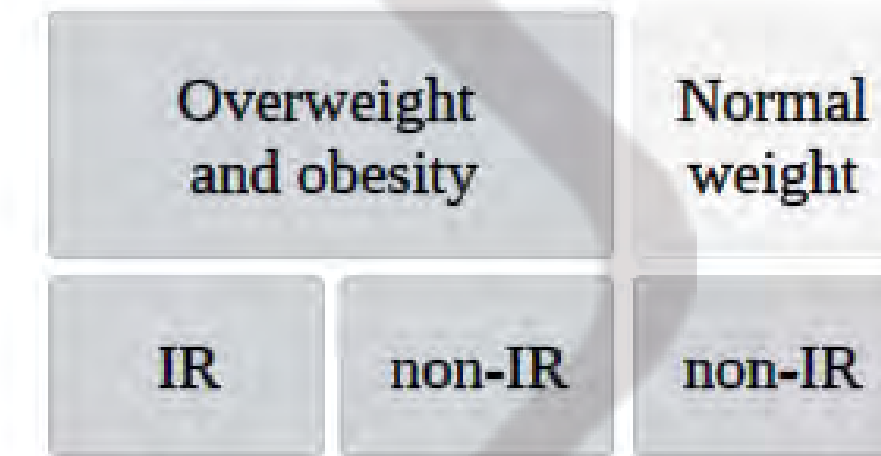 Overweight
and obesity
Normal
weight
IR
non-IR
non-IR